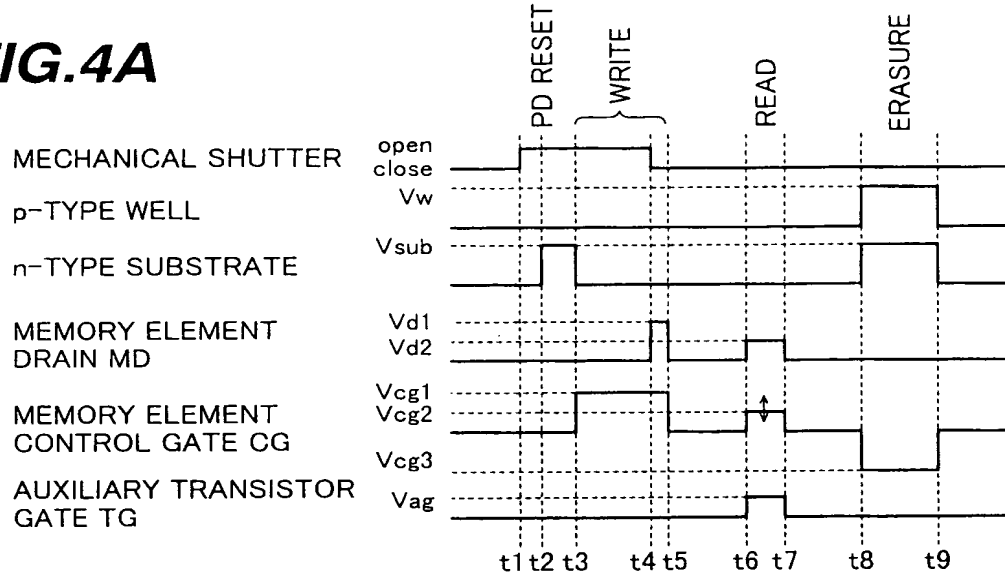 FIG.4A
PD RESET
WRITE
READ
ERASURE
MECHANICAL SHUTTER
open
close
p-TYPE WELL
Vw
n-TYPE SUBSTRATE
Vsub
MEMORY ELEMENT
DRAIN MD
Vd1
Vd2
MEMORY ELEMENT
CONTROL GATE CG
Vcg1
Vcg2
Vcg3
AUXILIARY TRANSISTOR
GATE TG
Vag
t1 t2 t3 t4 t5 t6 t7 t8 t9